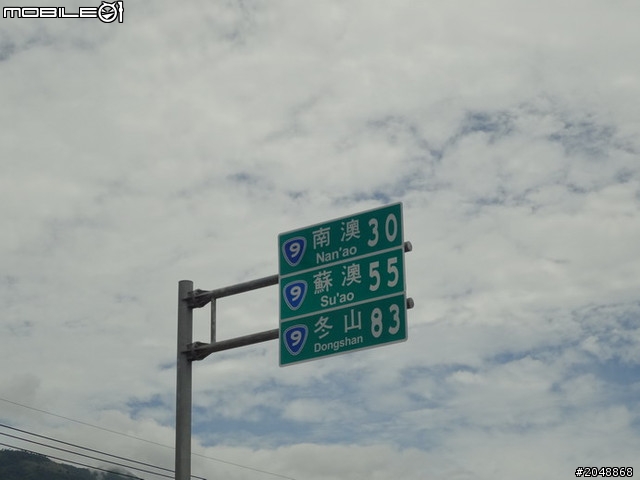 MOBILE01
9 南澳 30
Nan'ao
9 蘇澳 55
Su'ao
9 冬山 83
Dongshan
#2048868